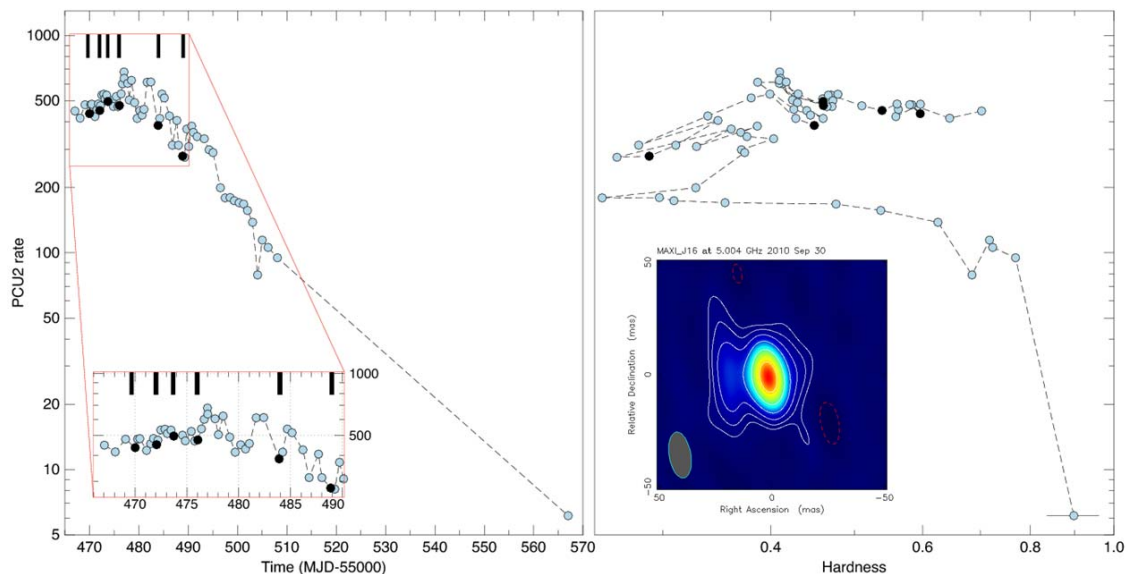 1000
500
200
100
50
20
10
5
PCU2 rate
1000
500
470 475 480 485 490
470 480 490 500 510 520 530 540 550 560 570
Time (MJD-55000)
MAXI_J16 at 5.004 GHz 2010 Sep 30
50
0
-50
Relative Declination (mas)
50 0 -50
Right Ascension (mas)
0.4 0.6 0.8 1.0
Hardness